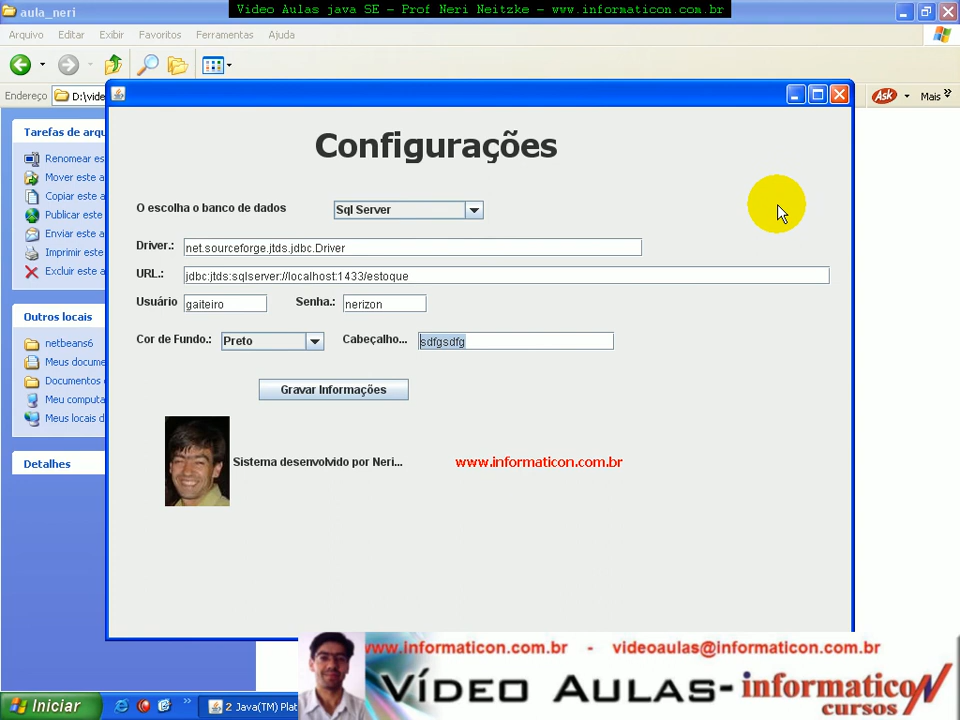 aula_neri
Video Aulas java SE - Prof Neri Neitzke - www.informaticon.com.br
Arquivo Editar Exibir Favoritos Ferramentas Ajuda
Endereço D:\vide
Ask Mais
Tarefas de arqu
Renomear es
Mover este a
Copiar este a
Publicar este
Enviar este a
Imprimir este
Excluir este a
Outros locais
netbeans6
Meus docume
Documentos
Meu computa
Meus locais d
Detalhes
Configurações
O escolha o banco de dados Sql Server
Driver.: net.sourceforge.jtds.jdbc.Driver
URL.: jdbc:jtds:sqlserver://localhost:1433/estoque
Usuário gaiteiro Senha.: nerizon
Cor de Fundo.: Preto Cabeçalho... sdfgsdfg
Gravar Informações
Sistema desenvolvido por Neri... www.informaticon.com.br
www.informaticon.com.br - videoaulas@informaticon.com.br
VÍDEO AULAS- informaticon
cursos
Iniciar
2 Java(TM) Plat